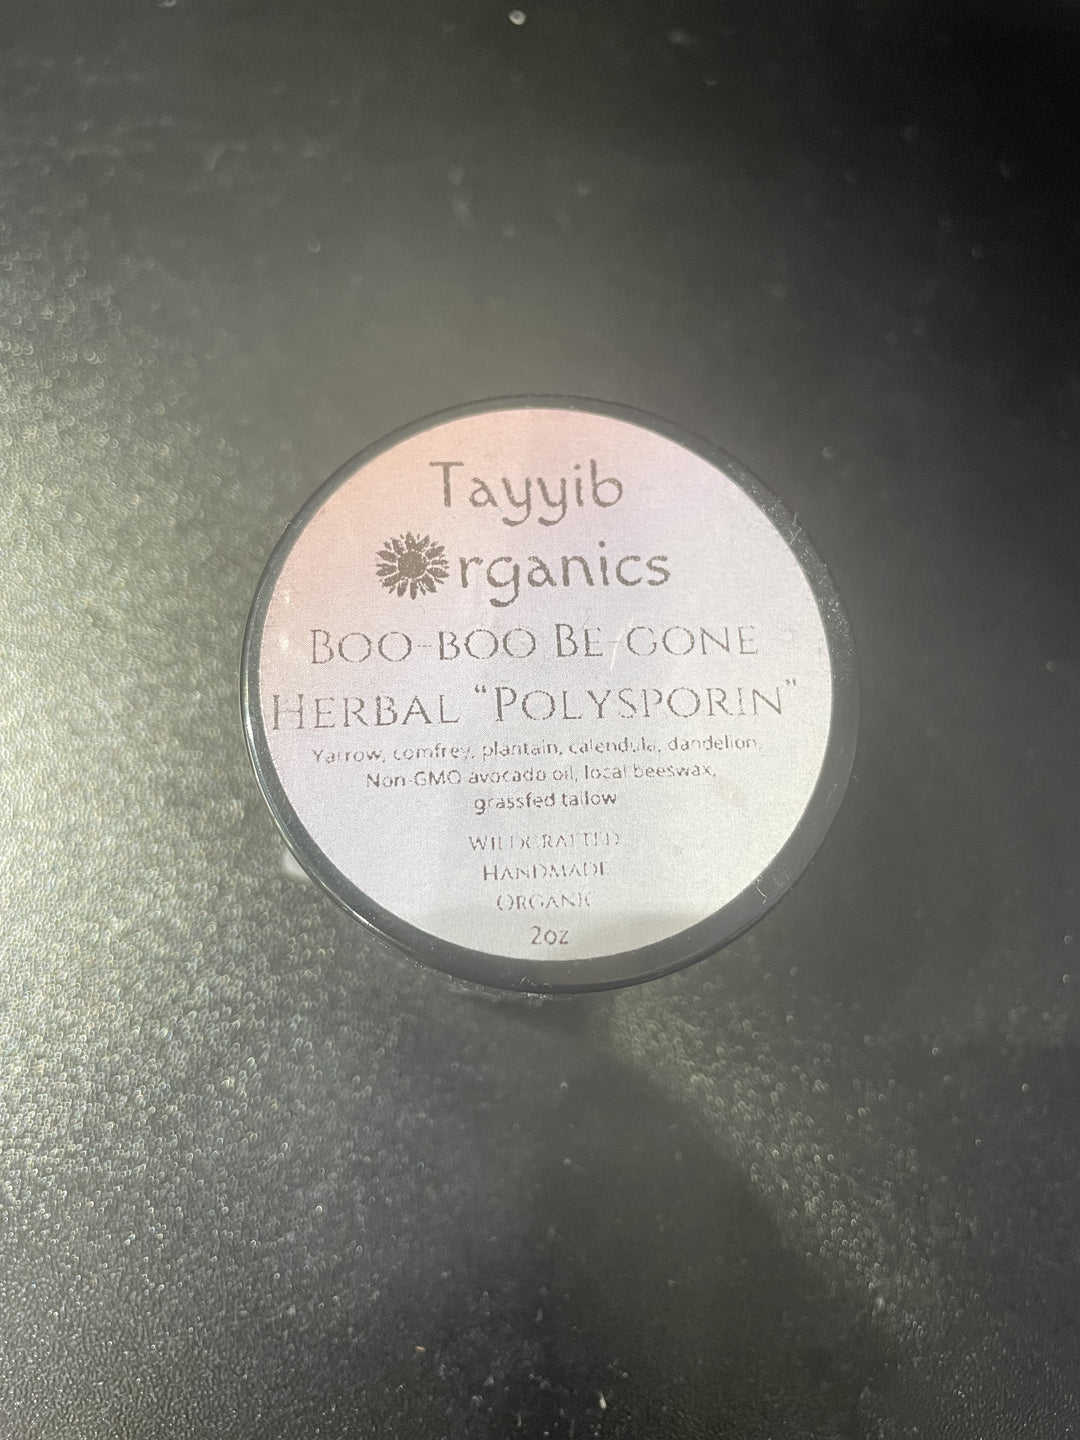 Tayyib
Organics
Boo-boo Be-gone
Herbal “Polysporin”
Yarrow, comfrey, plantain, calendula, dandelion,
Non-GMO avocado oil, local beeswax,
grassfed tallow
Wildcrafted
Handmade
Organic
2oz